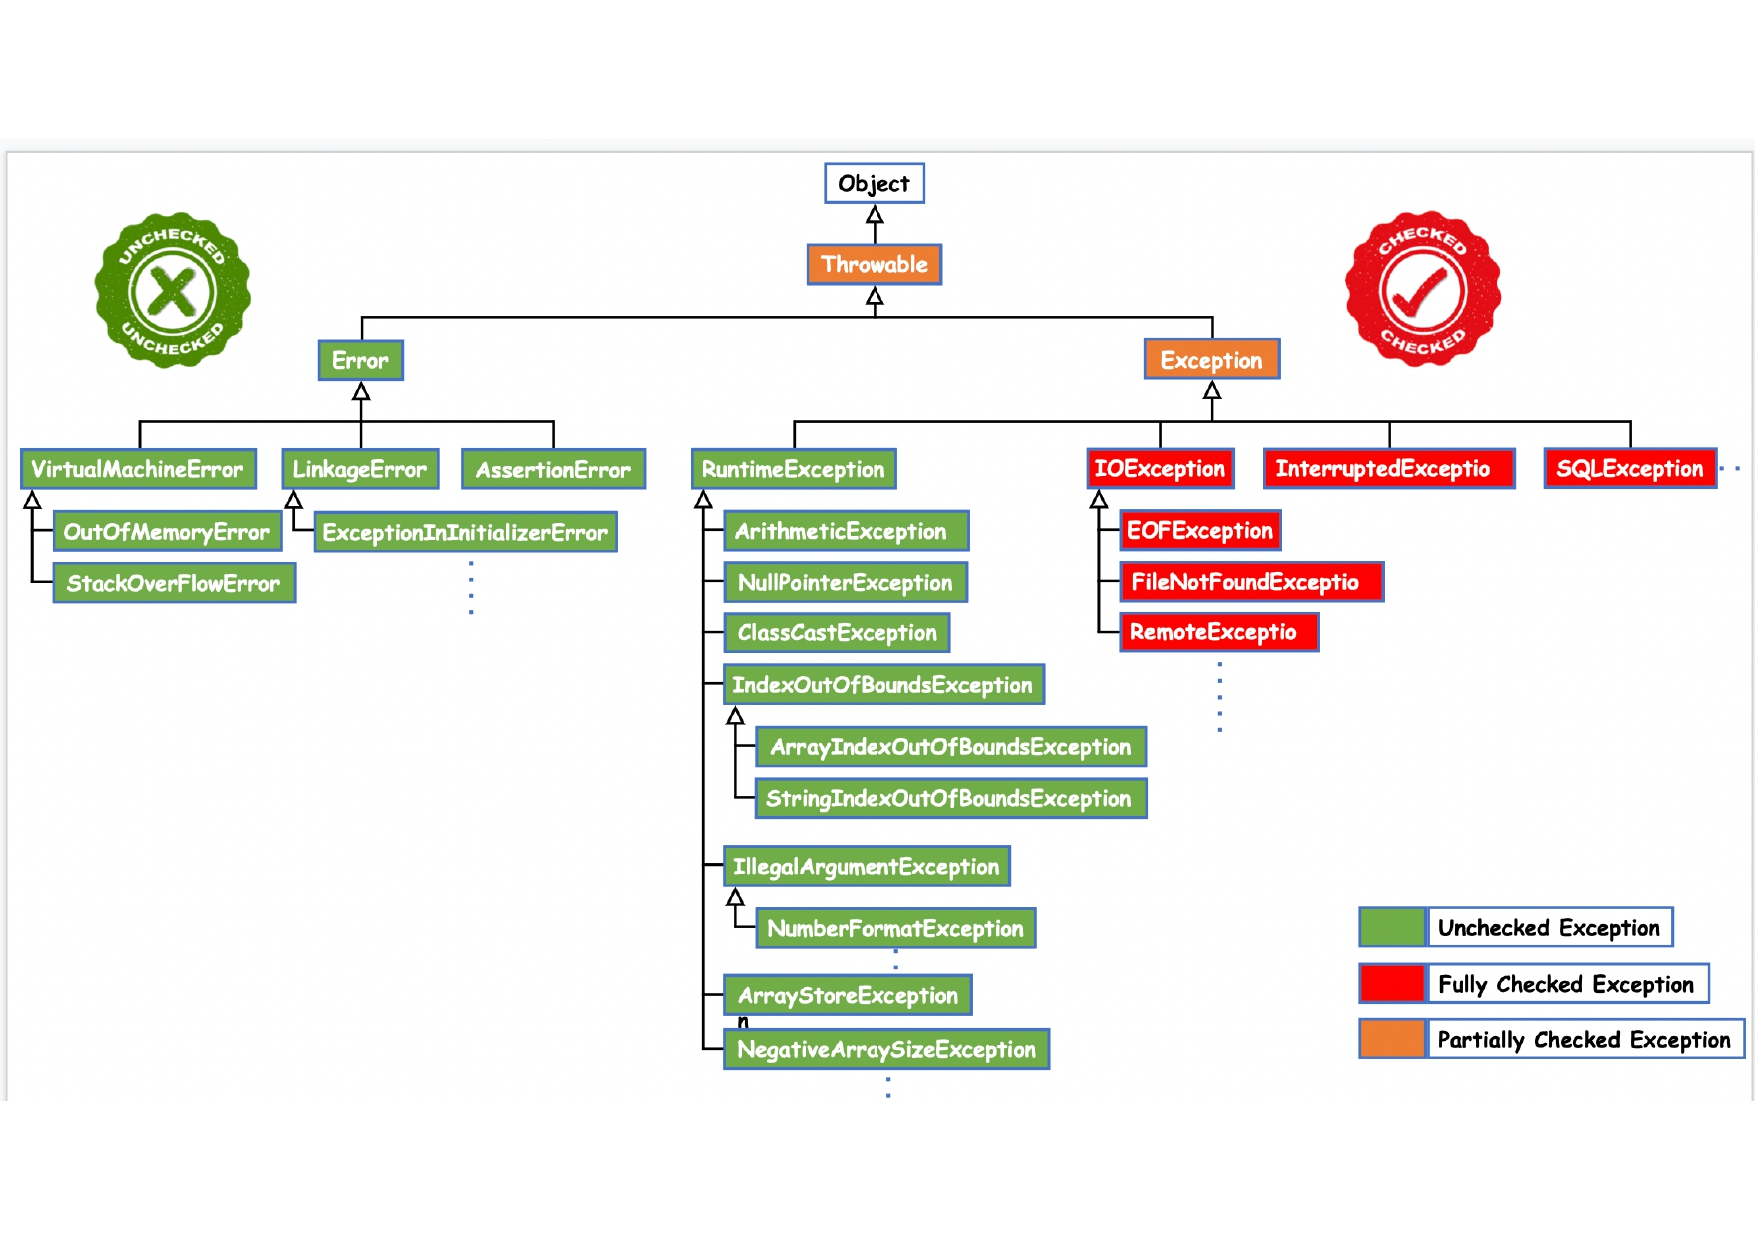 Object
UNCHECKED
UNCHECKED
CHECKED
CHECKED
Throwable
Error
Exception
VirtualMachineError
LinkageError
AssertionError
RuntimeException
IOException
InterruptedExceptio
SQLException
OutOfMemoryError
ExceptionInInitializerError
ArithmeticException
EOFException
StackOverFlowError
NullPointerException
FileNotFoundExceptio
ClassCastException
RemoteExceptio
IndexOutOfBoundsException
ArrayIndexOutOfBoundsException
StringIndexOutOfBoundsException
IllegalArgumentException
NumberFormatException
Unchecked Exception
Fully Checked Exception
ArrayStoreException
n
NegativeArraySizeException
Partially Checked Exception